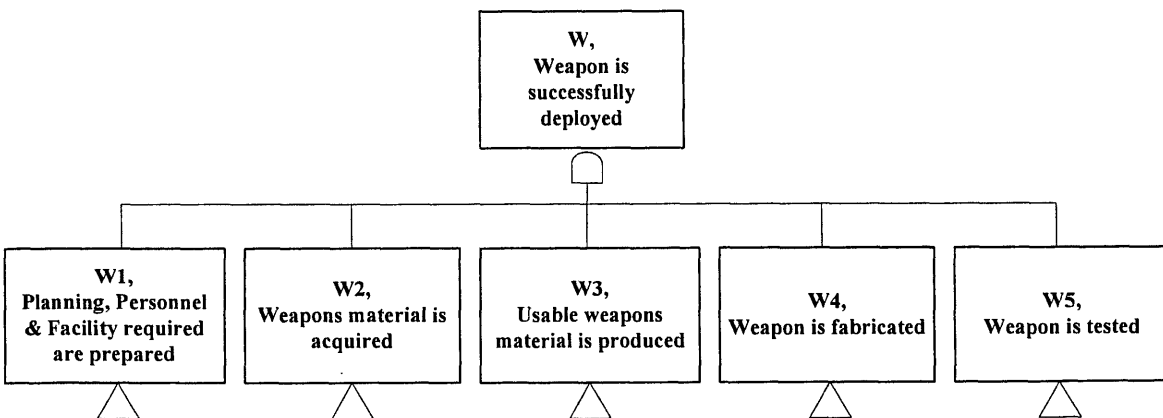 W,
Weapon is
successfully
deployed
W1,
Planning, Personnel
& Facility required
are prepared
W2,
Weapons material is
acquired
W3,
Usable weapons
material is produced
W4,
Weapon is fabricated
W5,
Weapon is tested